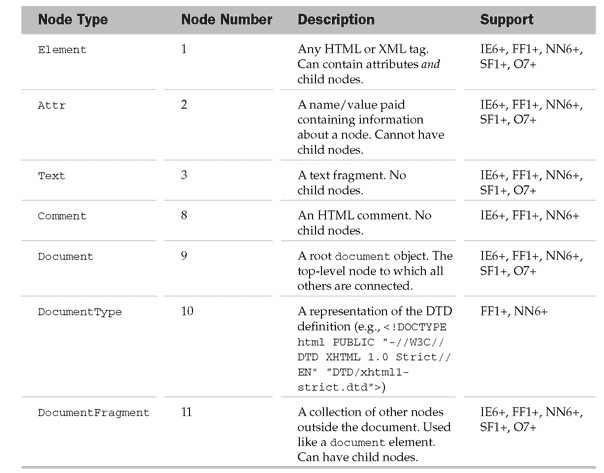 Node Type Node Number Description Support
Element 1 Any HTML or XML tag. IE6+, FF1+, NN6+,
Can contain attributes and SF1+, O7+
child nodes.
Attr 2 A name/value paid IE6+, FF1+, NN6+,
containing information SF1+, O7+
about a node. Cannot have
child nodes.
Text 3 A text fragment. No IE6+, FF1+, NN6+,
child nodes. SF1+, O7+
Comment 8 An HTML comment. No IE6+, FF1+, NN6+
child nodes.
Document 9 A root document object. The IE6+, FF1+, NN6+,
top-level node to which all SF1+, O7+
others are connected.
DocumentType 10 A representation of the DTD FF1+, NN6+
definition (e.g., <!DOCTYPE
html PUBLIC "-//W3C//
DTD XHTML 1.0 Strict//
EN" "DTD/xhtml1-
strict.dtd">)
DocumentFragment 11 A collection of other nodes IE6+, FF1+, NN6+,
outside the document. Used SF1+, O7+
like a document element.
Can have child nodes.